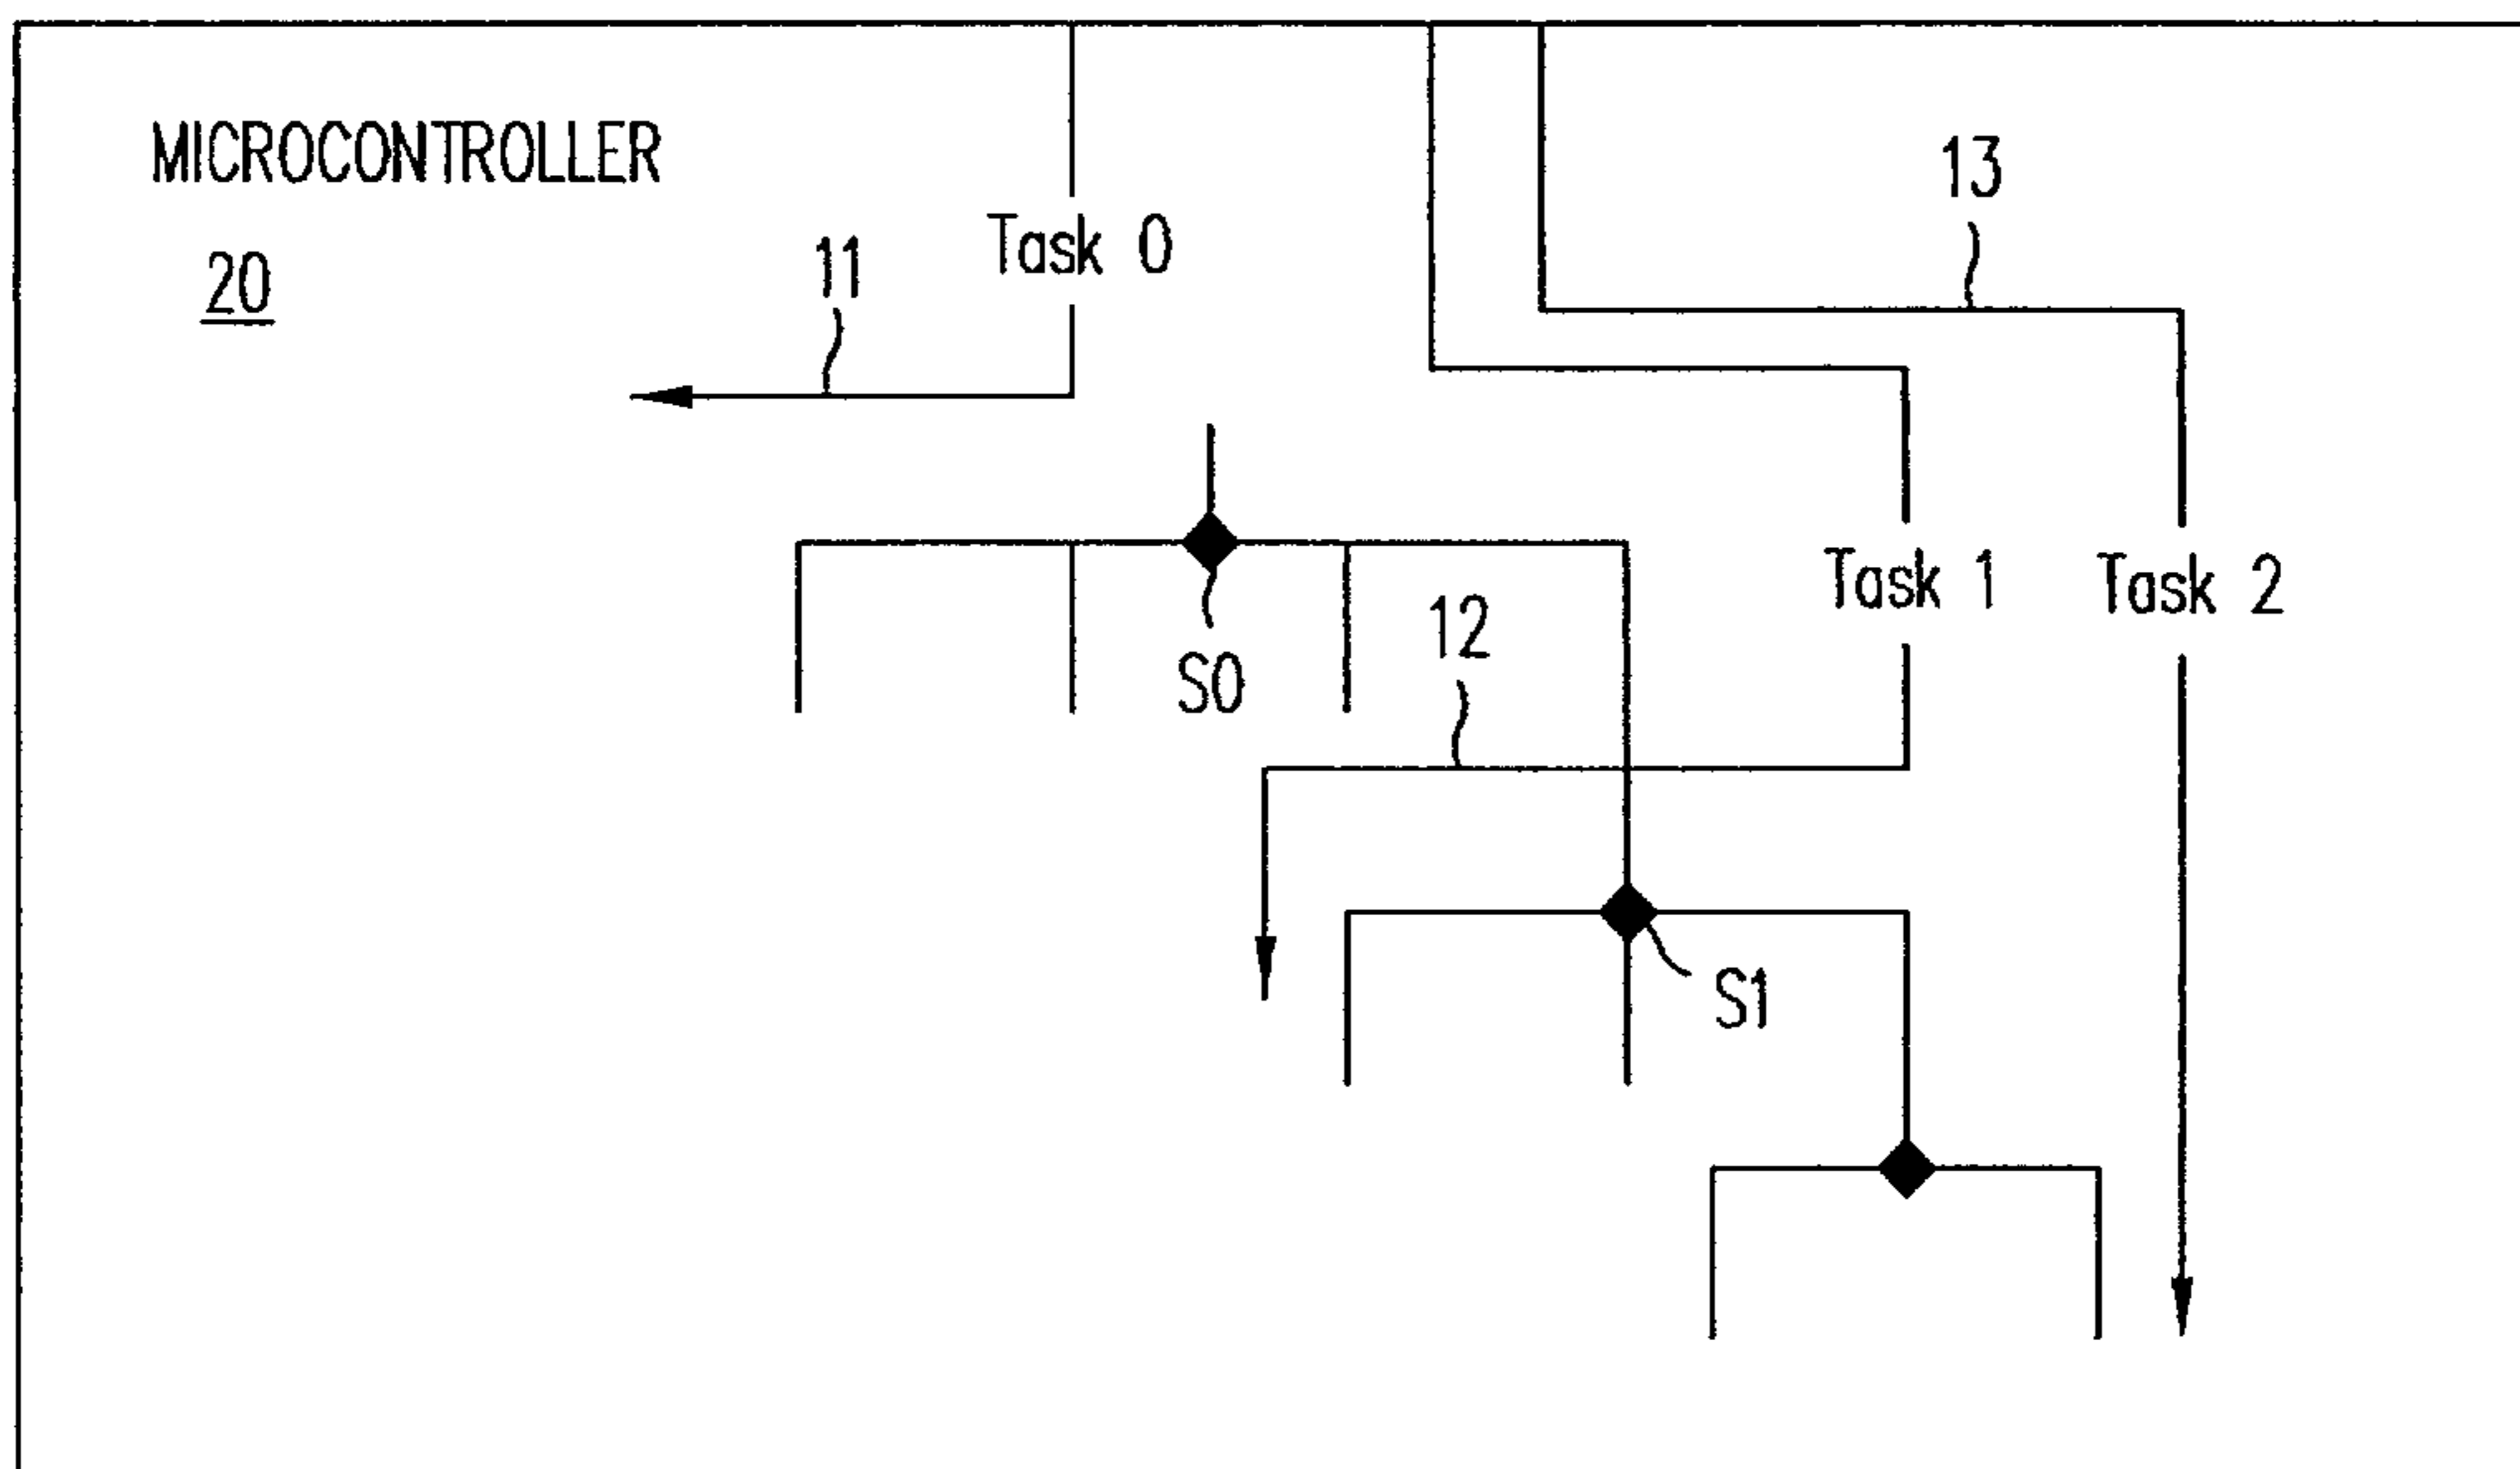 MICROCONTROLLER
20
11
Task 0
13
S0
12
Task 1
Task 2
S1